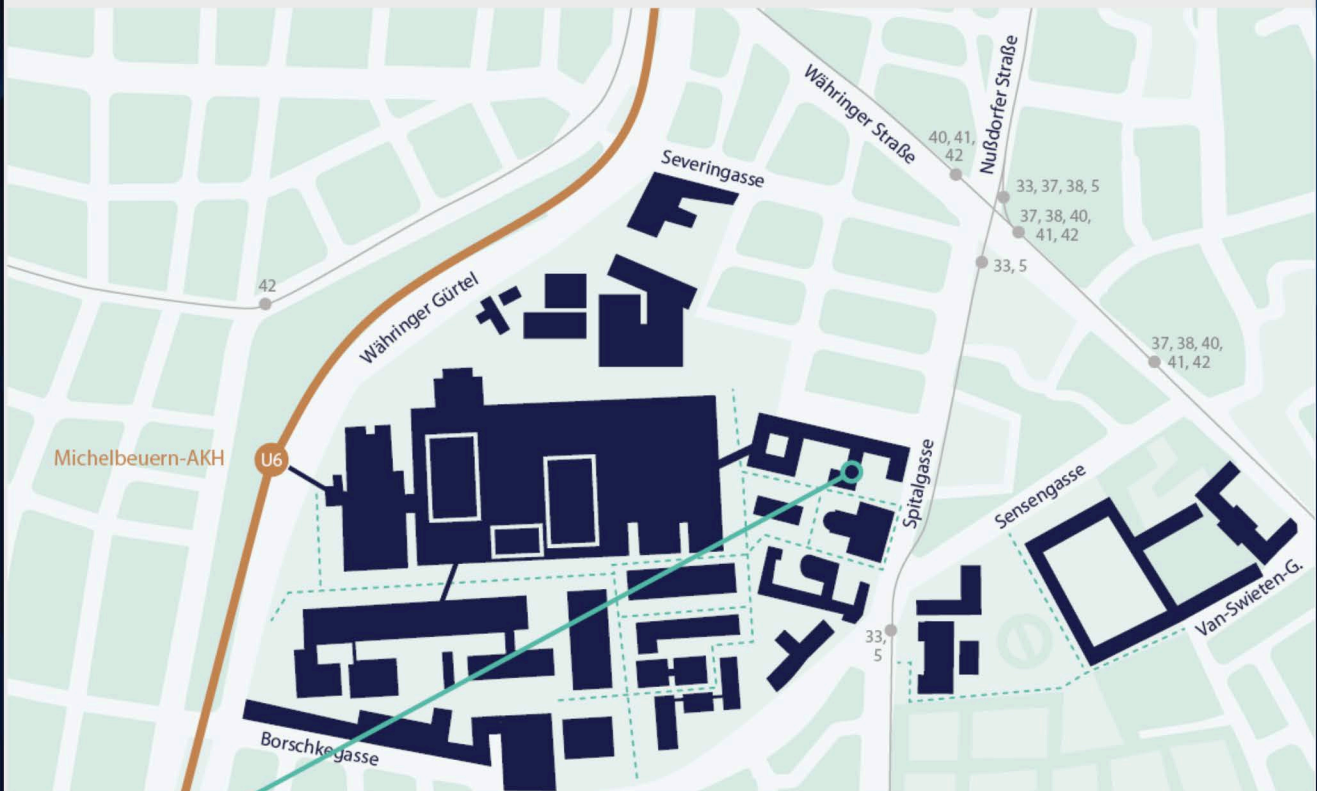 Währinger Straße
Nußdorfer Straße
40, 41,
42
Severingasse
33, 37, 38, 5
37, 38, 40,
41, 42
33, 5
42
Währinger Gürtel
37, 38, 40,
41, 42
Michelbeuern-AKH
U6
Spitalgasse
Sensengasse
Van-Swieten-G.
33,
5
Borschkegasse